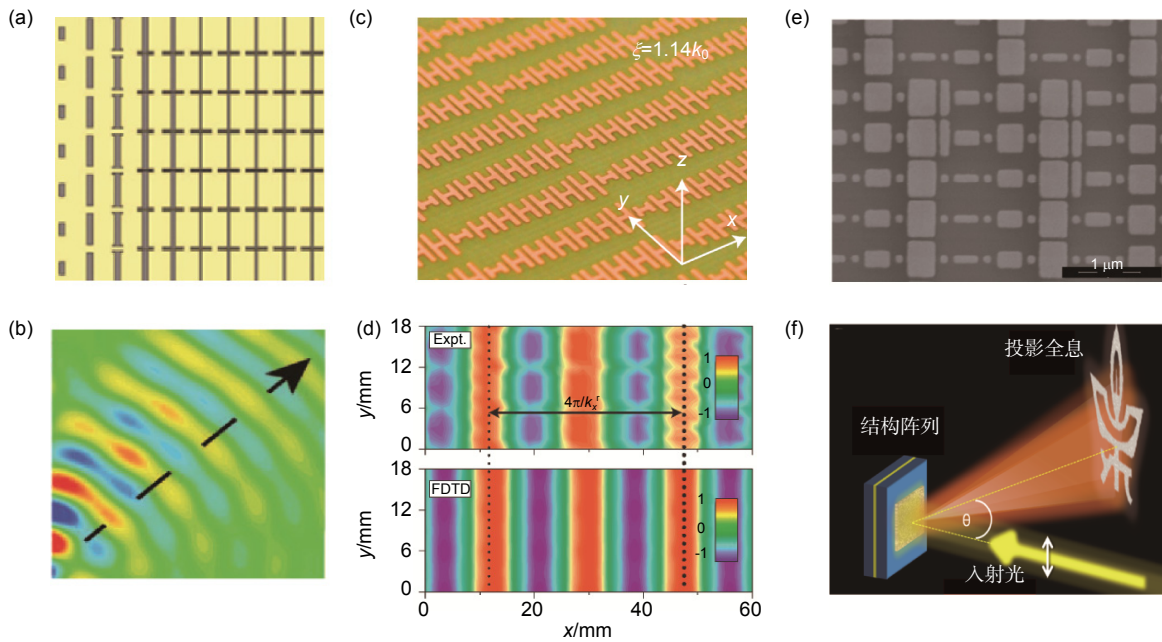 (a)
(c)
ξ=1.14k₀
z
y
x
(e)
1 μm
(b)
(d)
18
12
6
0
y/mm
Expt.
4π/kₓʳ
1
0
-1
18
12
6
0
y/mm
FDTD
1
0
-1
0
20
40
60
x/mm
(f)
投影全息
结构阵列
θ
入射光